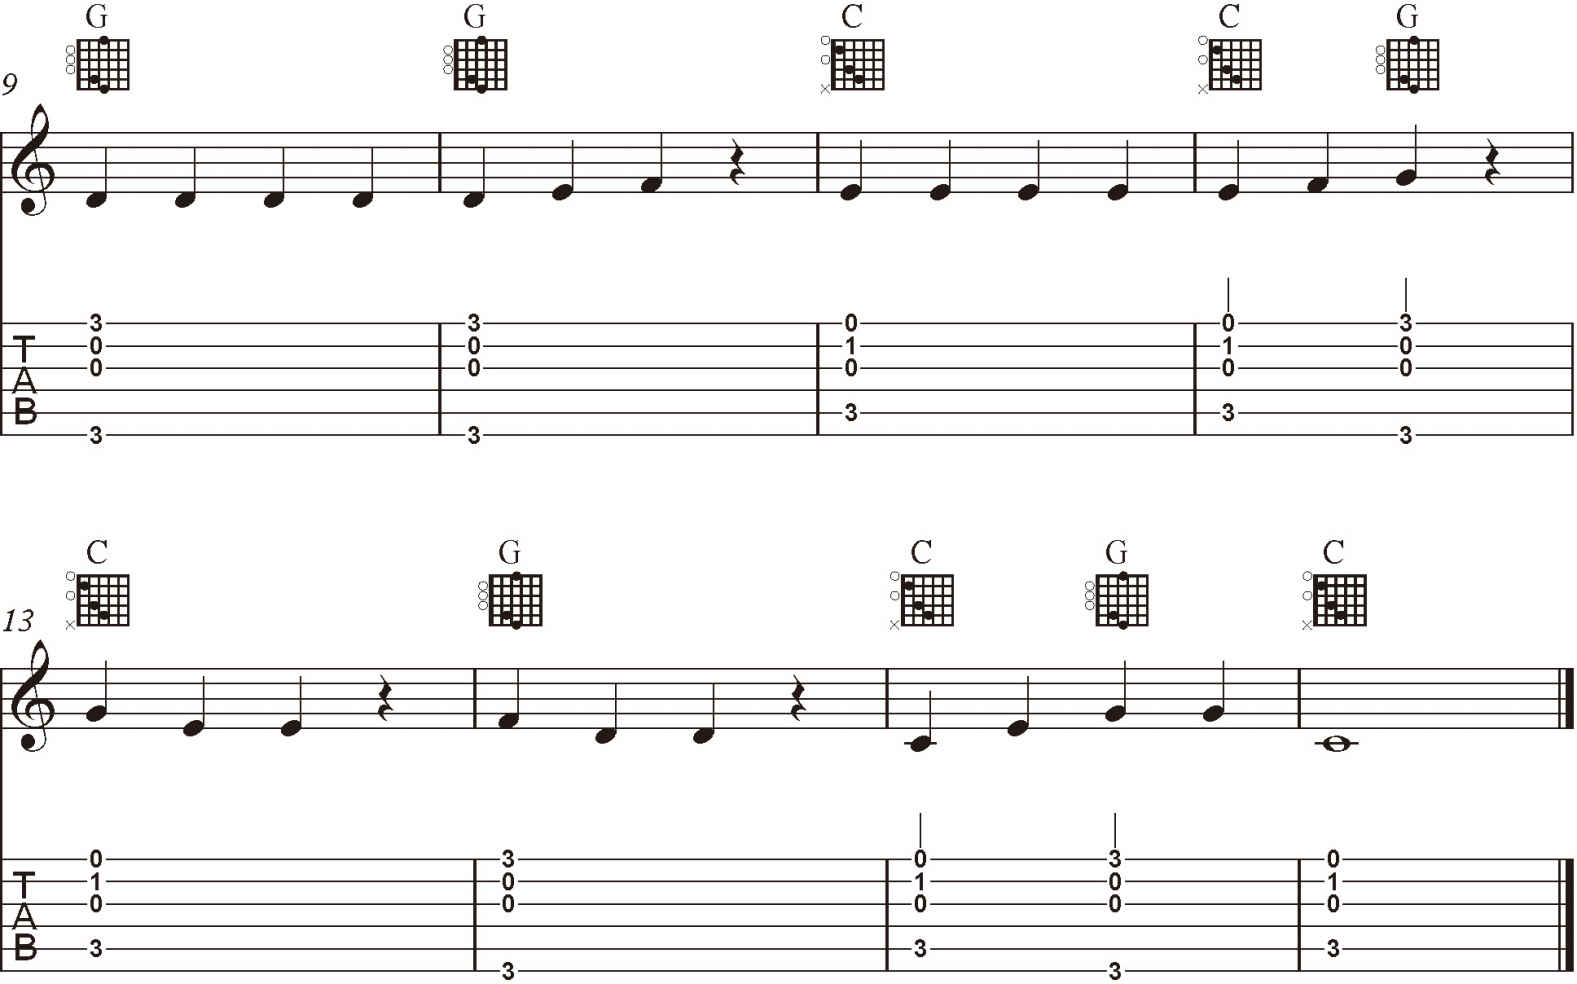 G G C C G
9
3 3 0 0 3
T 0 0 1 1 0
A 0 0 0 0 0
B 3 3
3 3 3
C G C G C
13
0 3 0 3 0
T 1 0 1 0 1
A 0 0 0 0 0
B 3 3 3
3 3